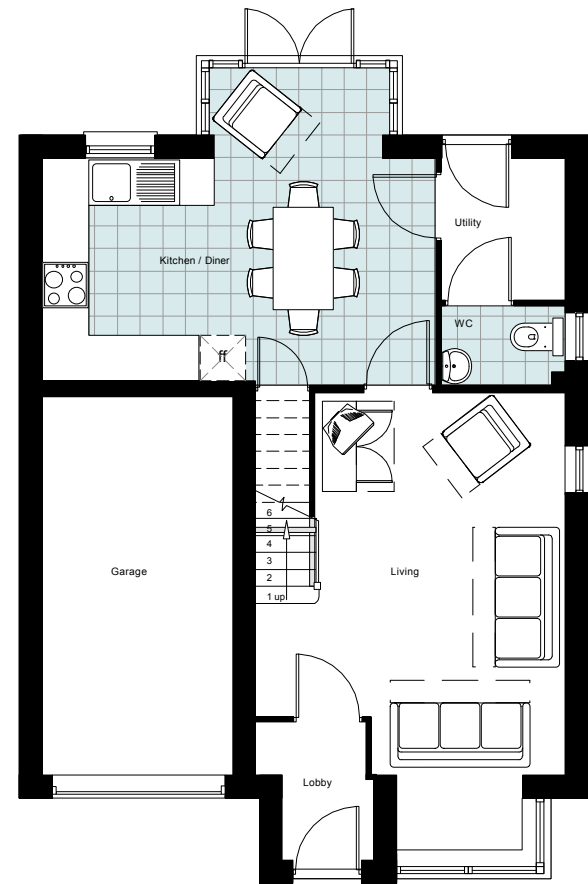 Utility
Kitchen / Diner
WC
ff
6
5
4
3
2
1 up
Garage
Living
Lobby